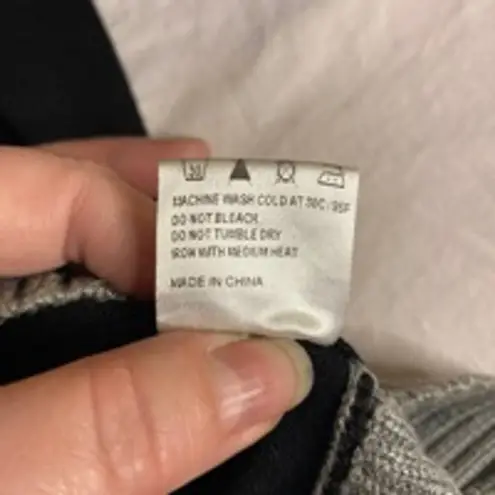 30
MACHINE WASH COLD AT 30C/85F
DO NOT BLEACH
DO NOT TUMBLE DRY
IRON WITH MEDIUM HEAT
MADE IN CHINA